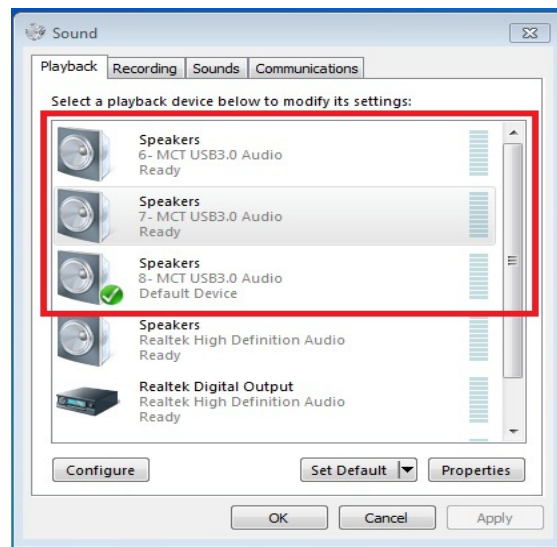 Sound
Playback Recording Sounds Communications
Select a playback device below to modify its settings:
Speakers
6- MCT USB3.0 Audio
Ready
Speakers
7- MCT USB3.0 Audio
Ready
Speakers
8- MCT USB3.0 Audio
Default Device
Speakers
Realtek High Definition Audio
Ready
Realtek Digital Output
Realtek High Definition Audio
Ready
Configure Set Default Properties
OK Cancel Apply